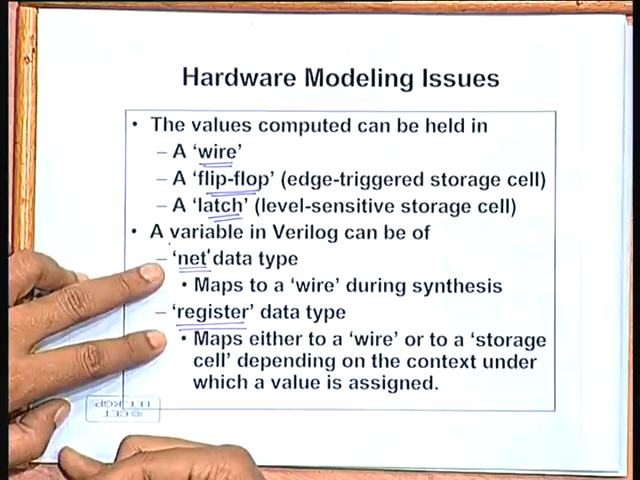 Hardware Modeling Issues
• The values computed can be held in
– A ‘wire’
– A ‘flip-flop’ (edge-triggered storage cell)
– A ‘latch’ (level-sensitive storage cell)
• A variable in Verilog can be of
– ‘net’ data type
• Maps to a ‘wire’ during synthesis
– ‘register’ data type
• Maps either to a ‘wire’ or to a ‘storage
cell’ depending on the context under
which a value is assigned.
© CET
I.I.T. KGP